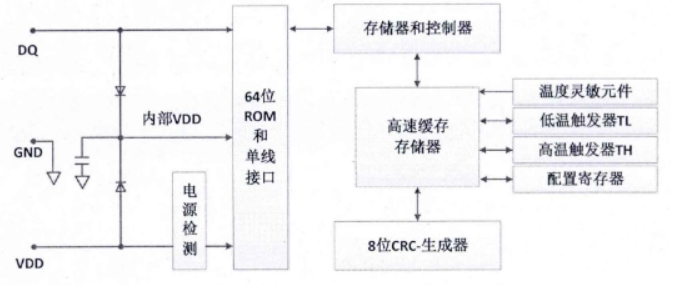 DQ
GND
VDD
内部VDD
电
源
检
测
64位
ROM
和
单线
接口
存储器和控制器
高速缓存
存储器
8位CRC-生成器
温度灵敏元件
低温触发器TL
高温触发器TH
配置寄存器